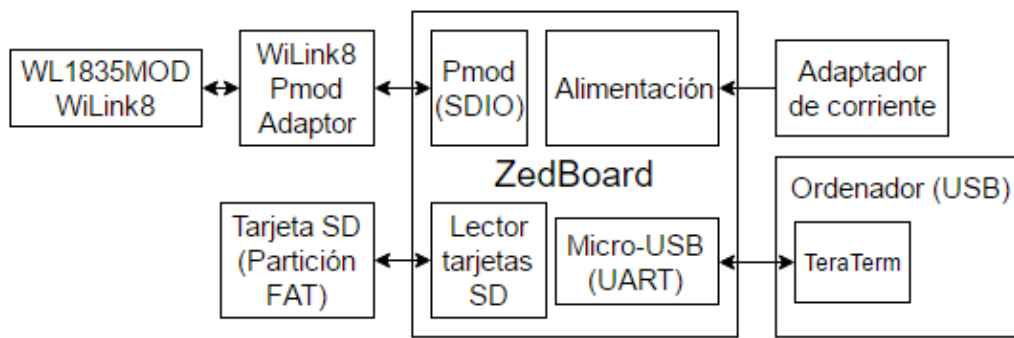 WL1835MOD
WiLink8
WiLink8
Pmod
Adaptor
Pmod
(SDIO)
Alimentación
Adaptador
de corriente
ZedBoard
Tarjeta SD
(Partición
FAT)
Lector
tarjetas
SD
Micro-USB
(UART)
Ordenador (USB)
TeraTerm